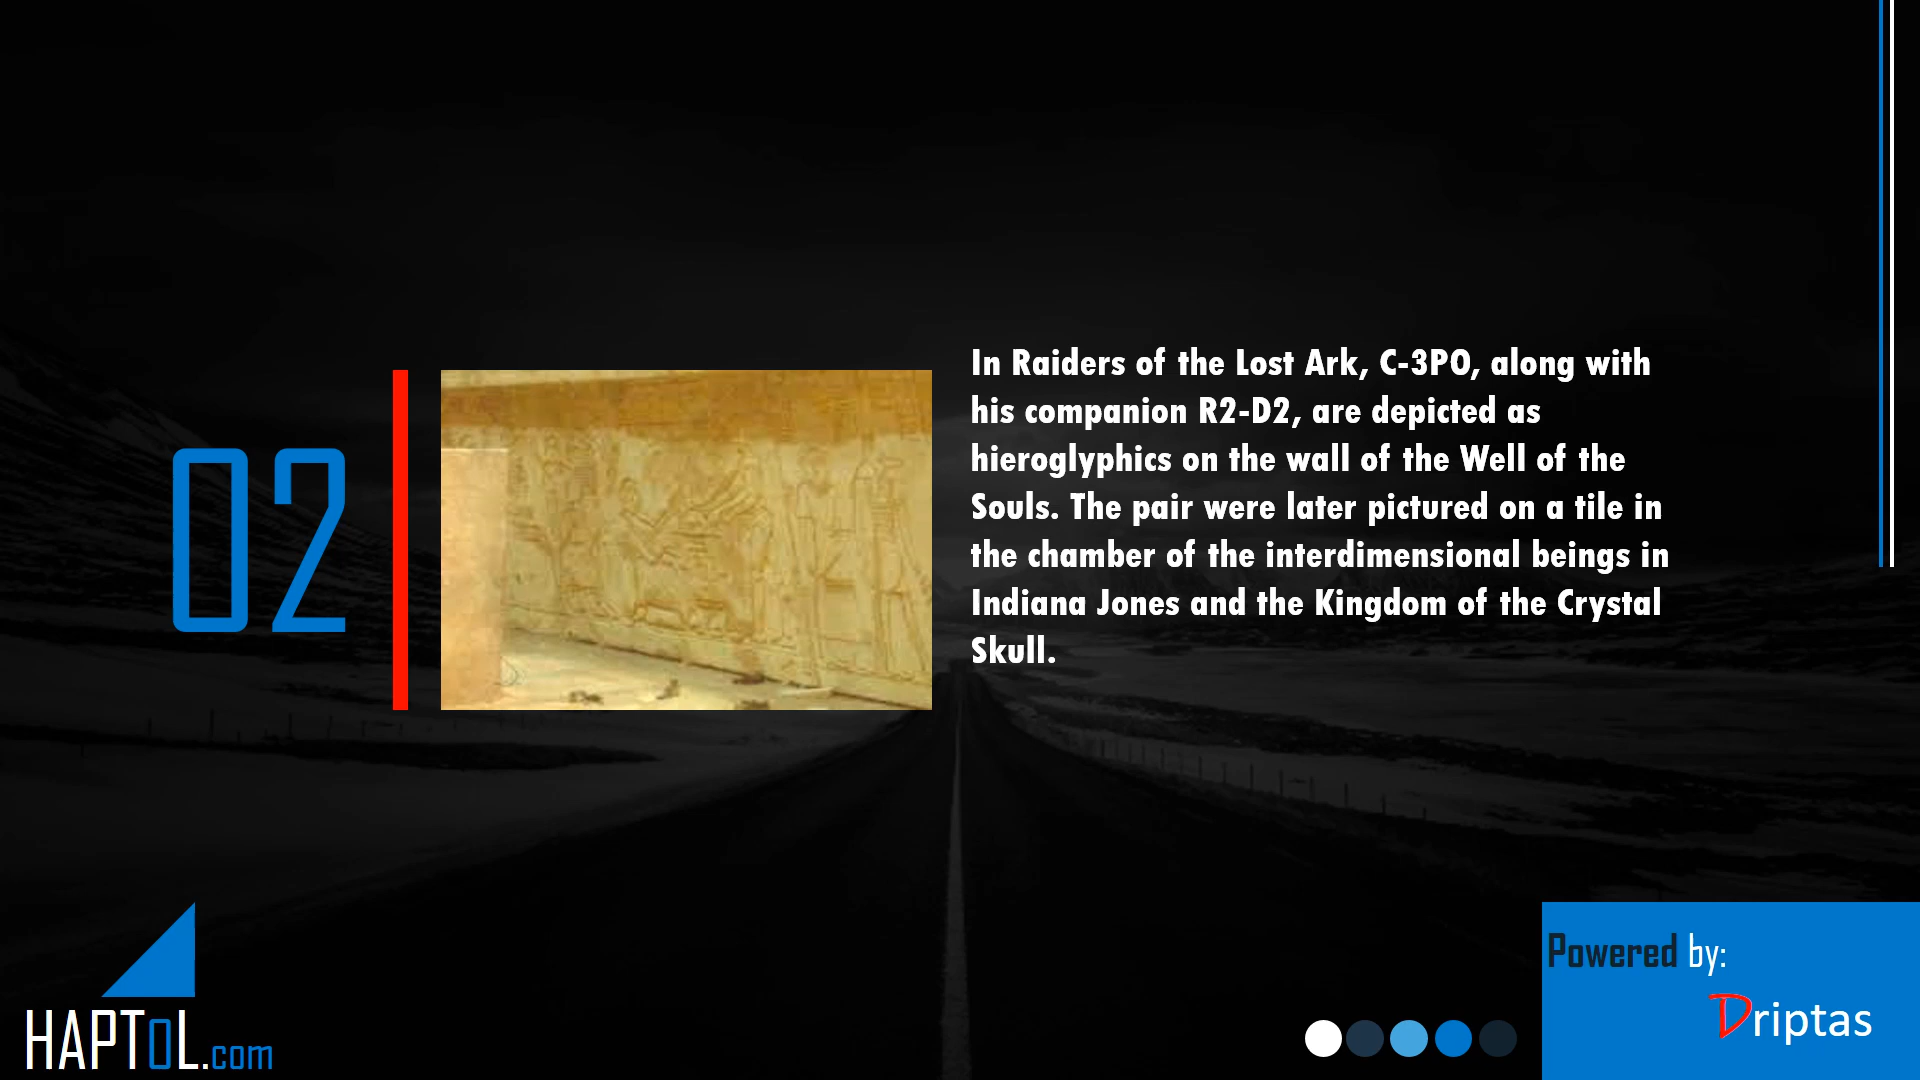 02
In Raiders of the Lost Ark, C-3PO, along with
his companion R2-D2, are depicted as
hieroglyphics on the wall of the Well of the
Souls. The pair were later pictured on a tile in
the chamber of the interdimensional beings in
Indiana Jones and the Kingdom of the Crystal
Skull.
HAPToL.com
Powered by:
Driptas